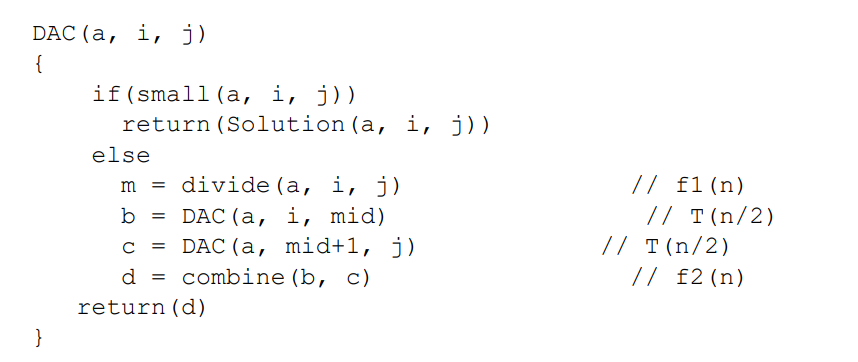 DAC(a, i, j)
{
if(small(a, i, j))
return(Solution(a, i, j))
else
m = divide(a, i, j) // f1(n)
b = DAC(a, i, mid) // T(n/2)
c = DAC(a, mid+1, j) // T(n/2)
d = combine(b, c) // f2(n)
return(d)
}